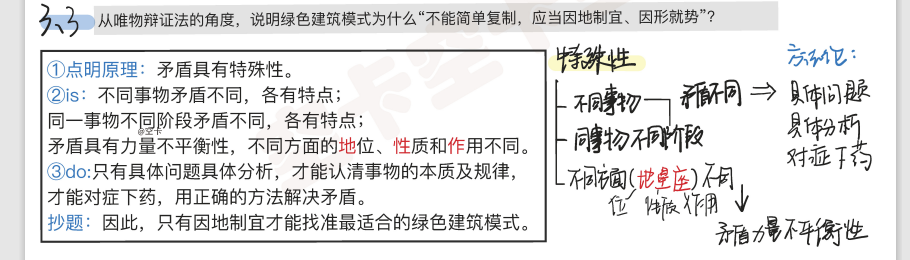 3.3 从唯物辩证法的角度，说明绿色建筑模式为什么“不能简单复制，应当因地制宜、因形就势”？
①点明原理：矛盾具有特殊性。
②is：不同事物矛盾不同，各有特点；
同一事物不同阶段矛盾不同，各有特点；
@空卡
矛盾具有力量不平衡性，不同方面的地位、性质和作用不同。
③do:只有具体问题具体分析，才能认清事物的本质及规律，
才能对症下药，用正确的方法解决矛盾。
抄题：因此，只有因地制宜才能找准最适合的绿色建筑模式。
特殊性
不同事物
矛盾不同 ⇒
同事物不同阶段
不同方面(地星座)不同
位 性质 作用
↓
矛盾力量不平衡性
方法论：
具体问题
具体分析
对症下药